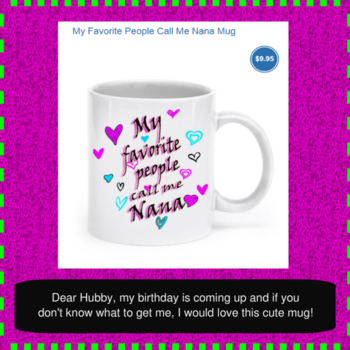 My Favorite People Call Me Nana Mug
$9.95
My
favorite
people
call me
Nana
Dear Hubby, my birthday is coming up and if you
don't know what to get me, I would love this cute mug!